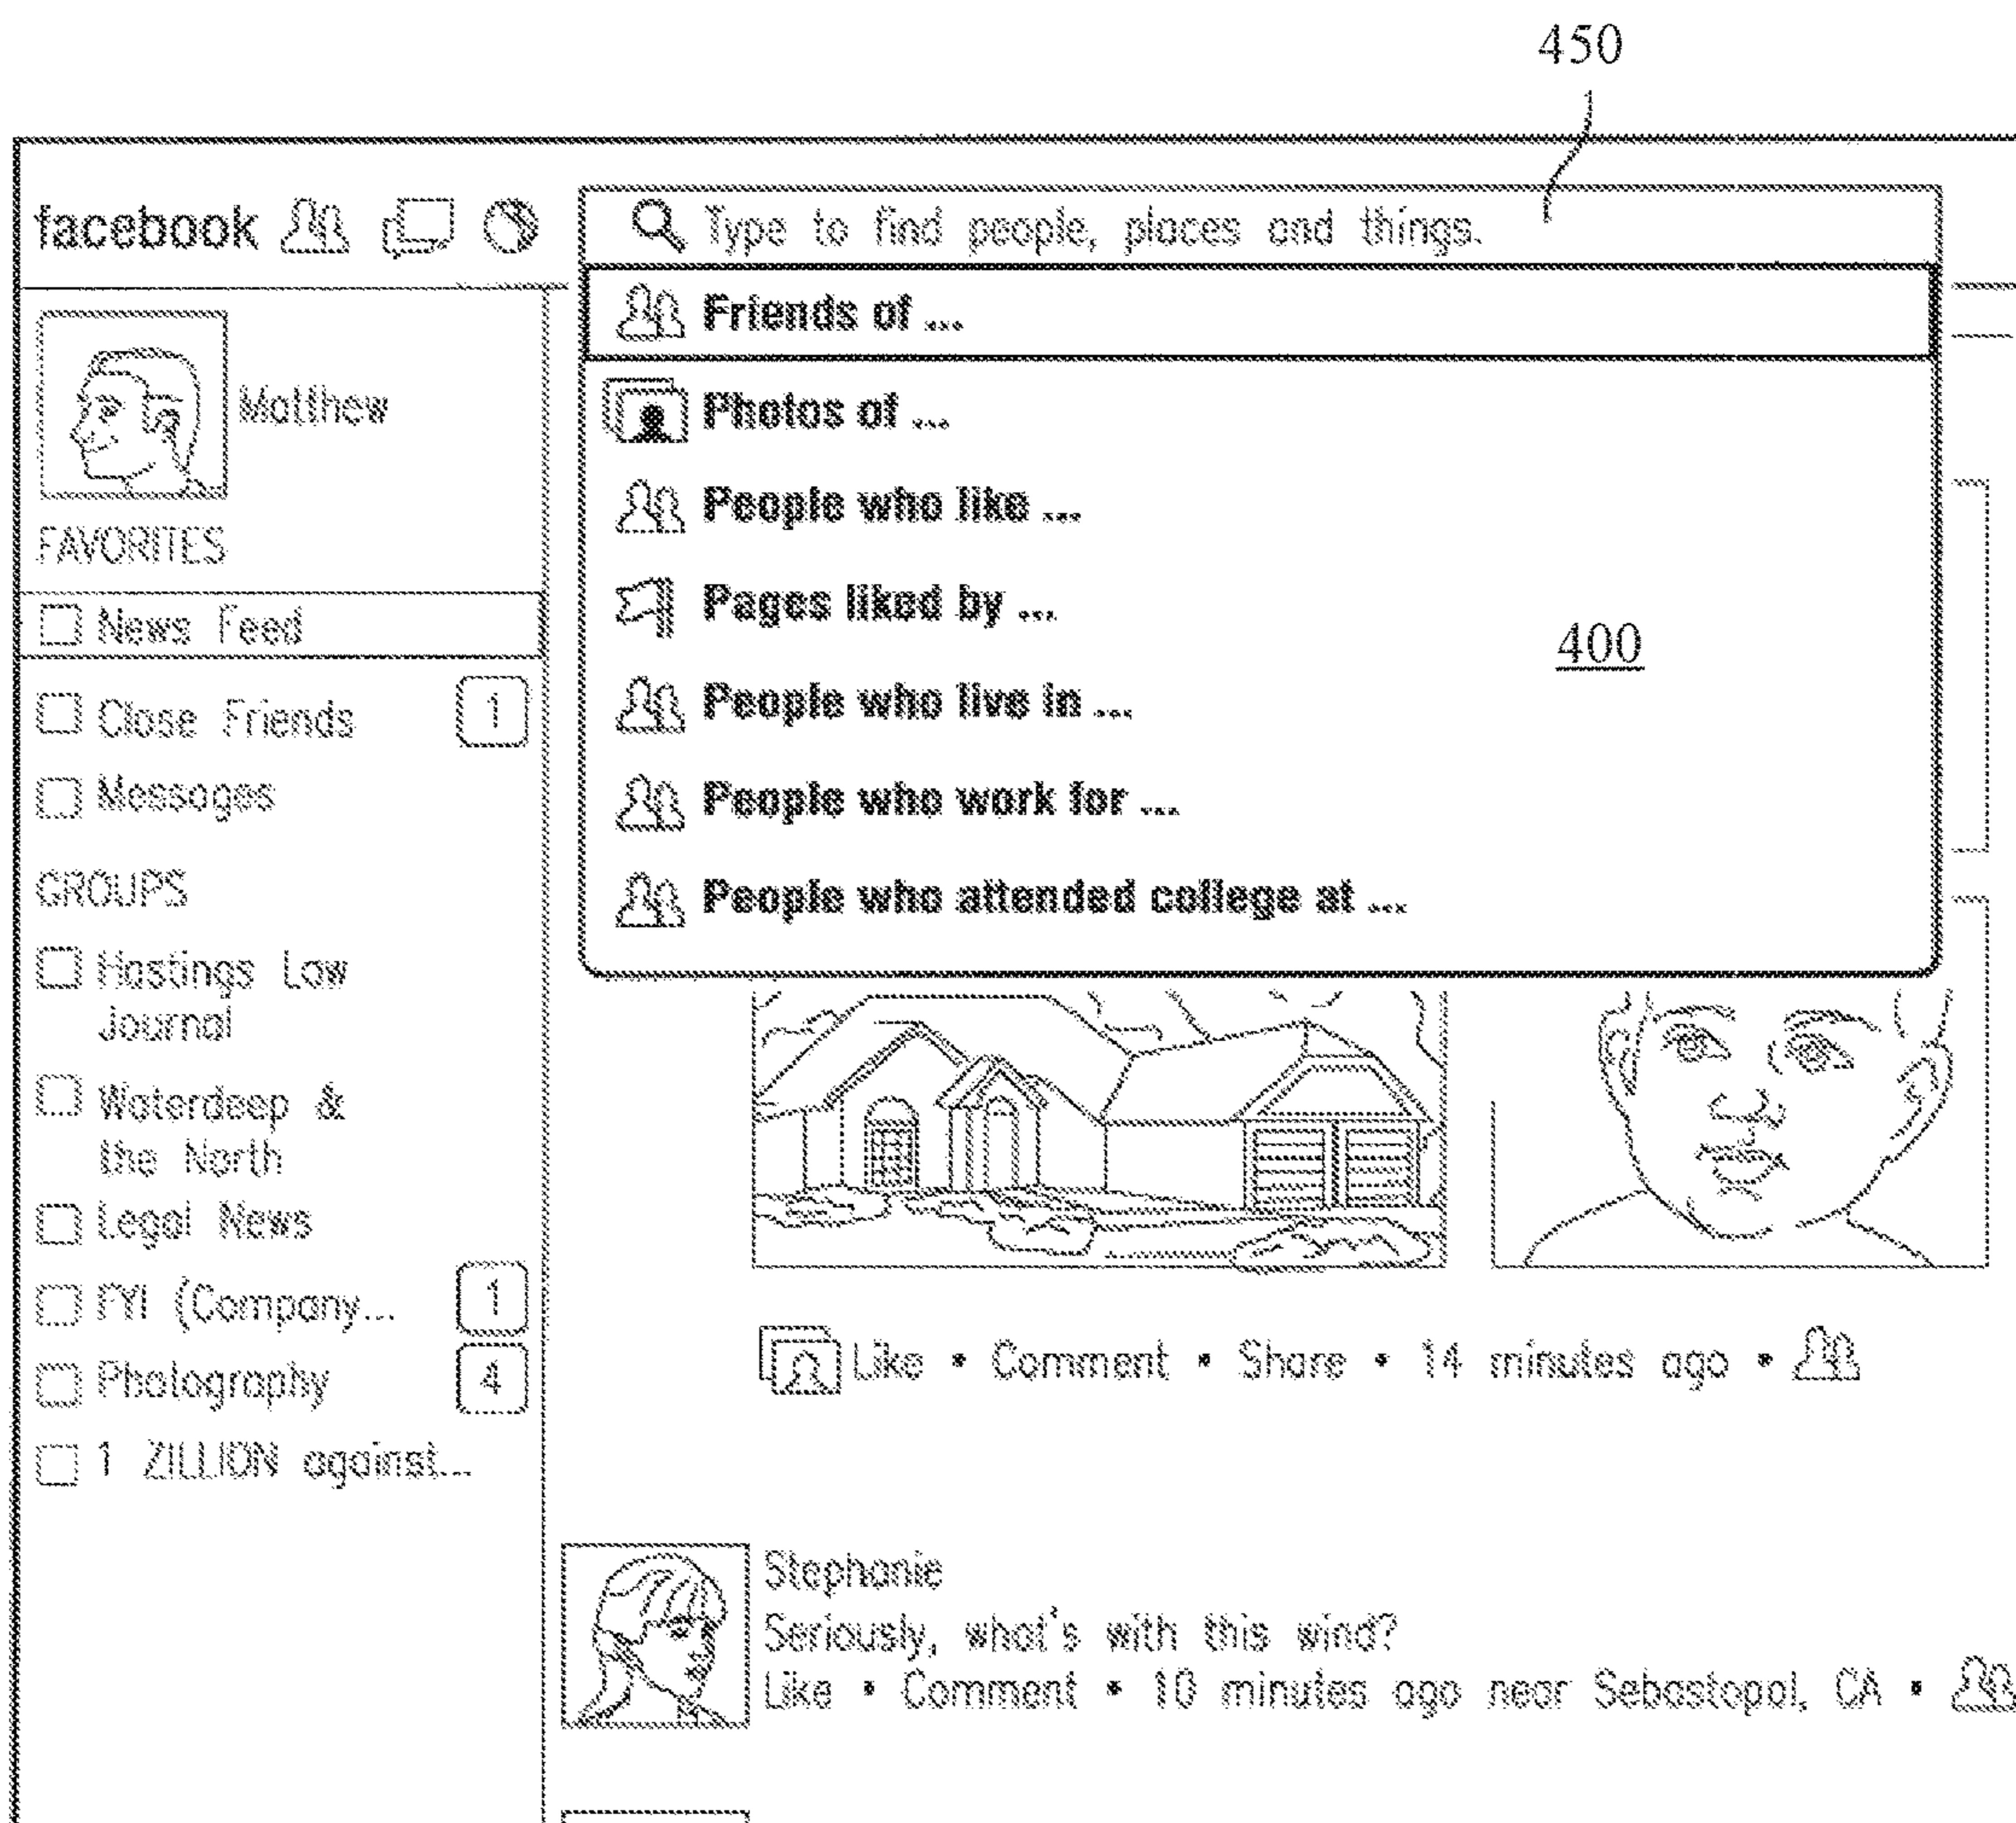 450
facebook
Type to find people, places and things.
Friends of ...
Photos of ...
People who like ...
Pages liked by ...
People who live in ...
People who work for ...
People who attended college at ...
400
Matthew
FAVORITES
News Feed
Close Friends 1
Messages
GROUPS
Hastings Law
Journal
Waterdeep &
the North
Legal News
FYI (Company... 1
Photography 4
1 ZILLION against...
Like • Comment • Share • 14 minutes ago •
Stephanie
Seriously, what's with this wind?
Like • Comment • 10 minutes ago near Sebastopol, CA •